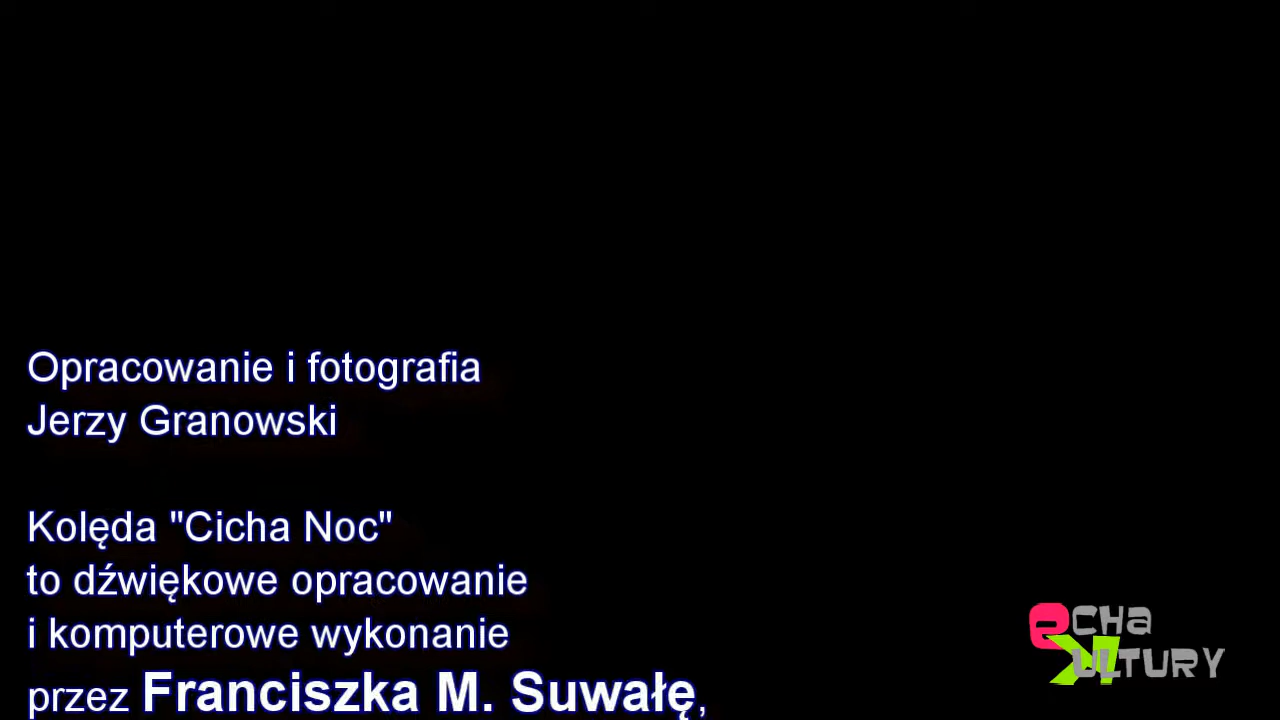 Opracowanie i fotografia
Jerzy Granowski
Kolęda "Cicha Noc"
to dźwiękowe opracowanie
i komputerowe wykonanie
przez Franciszka M. Suwałę,
eCHa
KULTURY